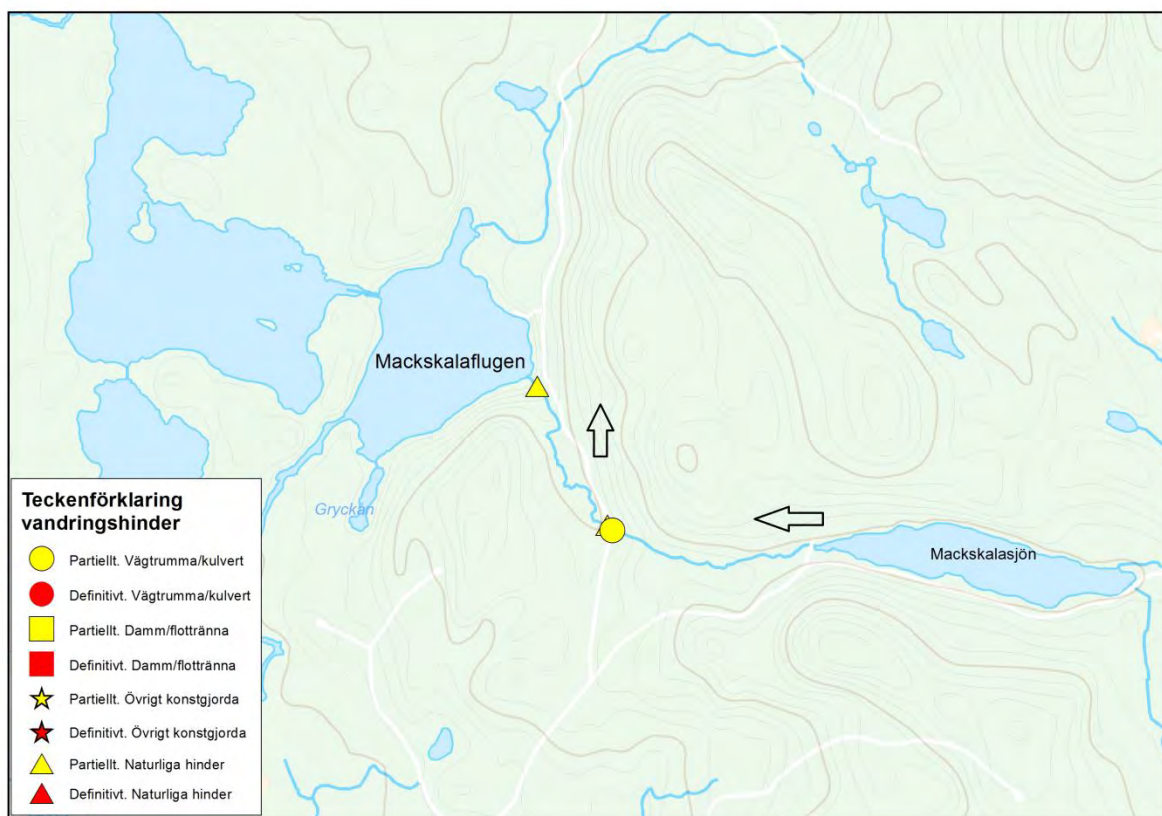 Mackskalaflugen
Gryckån
Mackskalasjön
Teckenförklaring
vandringshinder
Partiellt. Vägtrumma/kulvert
Definitivt. Vägtrumma/kulvert
Partiellt. Damm/flottränna
Definitivt. Damm/flottränna
Partiellt. Övrigt konstgjorda
Definitivt. Övrigt konstgjorda
Partiellt. Naturliga hinder
Definitivt. Naturliga hinder